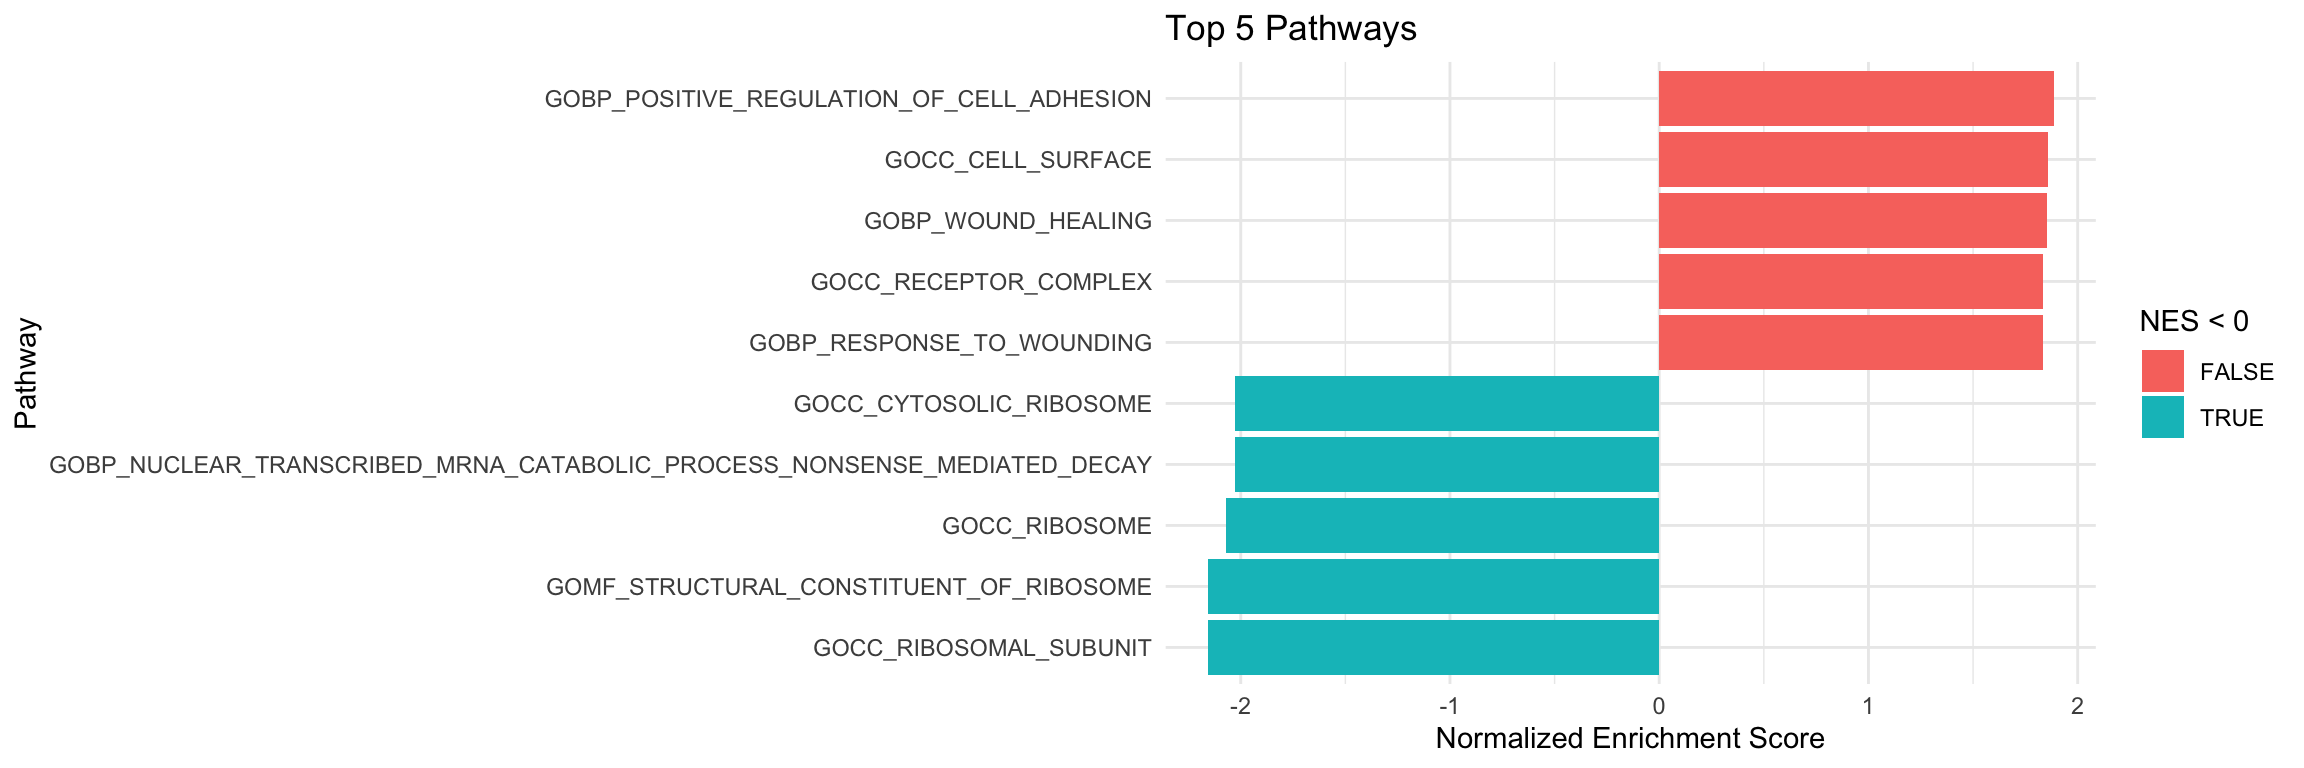 Top 5 Pathways
Pathway
GOBP_POSITIVE_REGULATION_OF_CELL_ADHESION
GOCC_CELL_SURFACE
GOBP_WOUND_HEALING
GOCC_RECEPTOR_COMPLEX
GOBP_RESPONSE_TO_WOUNDING
GOCC_CYTOSOLIC_RIBOSOME
GOBP_NUCLEAR_TRANSCRIBED_MRNA_CATABOLIC_PROCESS_NONSENSE_MEDIATED_DECAY
GOCC_RIBOSOME
GOMF_STRUCTURAL_CONSTITUENT_OF_RIBOSOME
GOCC_RIBOSOMAL_SUBUNIT
-2 -1 0 1 2
Normalized Enrichment Score
NES < 0
FALSE
TRUE